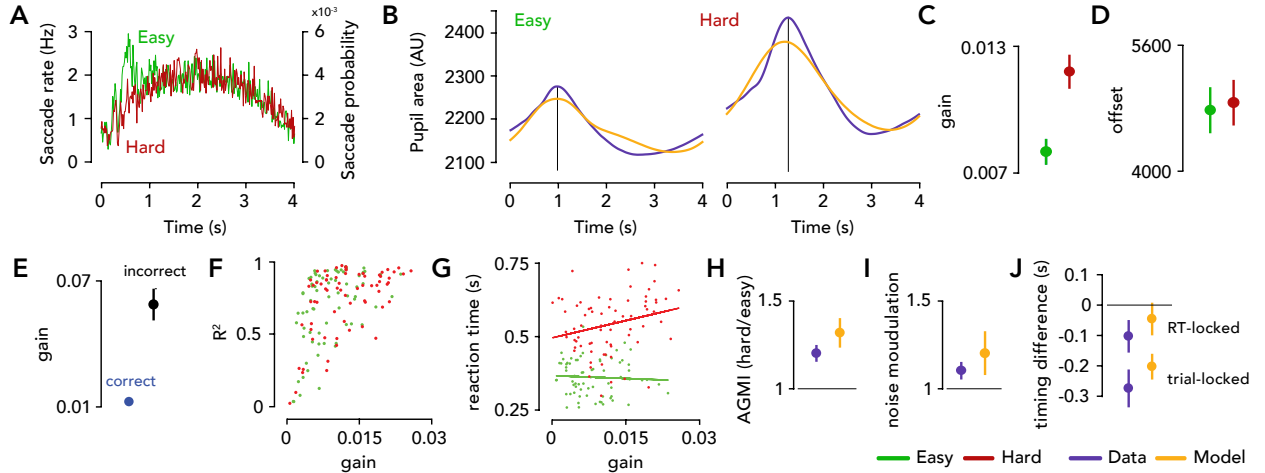 A
Saccade rate (Hz)
3
2
1
0
Easy
Hard
x10⁻³
6
4
2
0
Saccade probability
0 1 2 3 4
Time (s)
B
Pupil area (AU)
2400
2300
2200
2100
Easy
0 1 2 3 4
Time (s)
Hard
0 1 2 3 4
Time (s)
C
gain
0.013
0.007
D
offset
5600
4000
E
gain
0.07
0.01
incorrect
correct
F
R²
1
0.5
0
0 0.015 0.03
gain
G
reaction time (s)
0.75
0.5
0.25
0 0.015 0.03
gain
H
AGMI (hard/easy)
1.5
1
I
noise moudulation
1.5
1
J
timing difference (s)
0.1
0
-0.1
-0.2
-0.3
RT-locked
trial-locked
Easy Hard Data Model